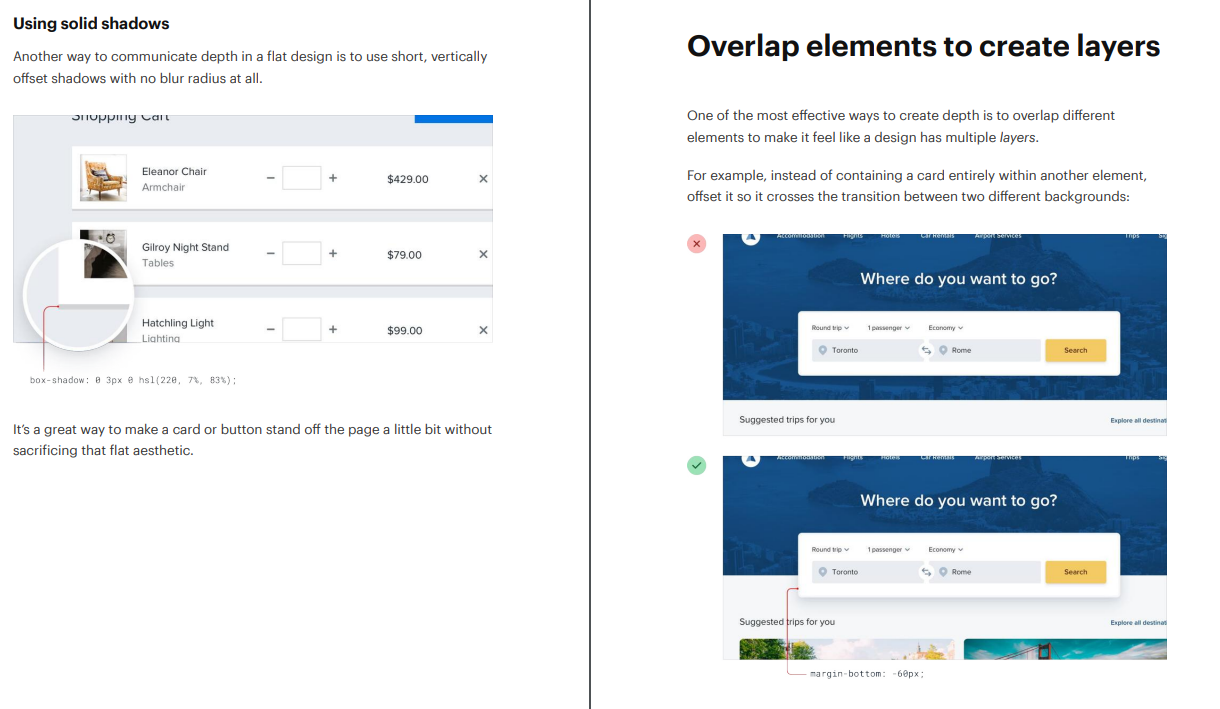 Using solid shadows
Another way to communicate depth in a flat design is to use short, vertically
offset shadows with no blur radius at all.
Shopping Cart
Eleanor Chair
Armchair
− +
$429.00 ×
Gilroy Night Stand
Tables
− +
$79.00 ×
Hatchling Light
Lighting
− +
$99.00 ×
box-shadow: 0 3px 0 hsl(220, 7%, 83%);
It’s a great way to make a card or button stand off the page a little bit without
sacrificing that flat aesthetic.
Overlap elements to create layers
One of the most effective ways to create depth is to overlap different
elements to make it feel like a design has multiple layers.
For example, instead of containing a card entirely within another element,
offset it so it crosses the transition between two different backgrounds:
Accommodation Flights Hotels Car Rentals Airport Services Trips
Where do you want to go?
Round trip 1 passenger Economy
Toronto Rome Search
Suggested trips for you Explore all
Accommodation Flights Hotels Car Rentals Airport Services Trips
Where do you want to go?
Round trip 1 passenger Economy
Toronto Rome Search
Suggested trips for you Explore all
margin-bottom: -60px;